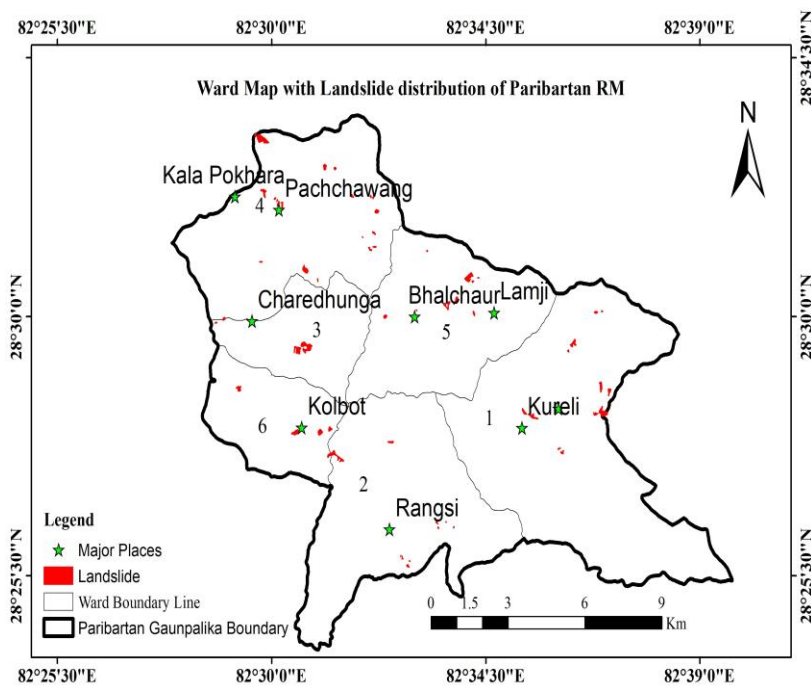 82°25'30"E 82°30'0"E 82°34'30"E 82°39'0"E
28°34'30"N 28°34'30"N
Ward Map with Landslide distribution of Paribartan RM
N
Kala Pokhara
Pachchawang
4
Charedhunga
Bhalchaur
Lamji
28°30'0"N 28°30'0"N
3
5
Kolbot
Kureli
6
1
2
Rangsi
Legend
Major Places
Landslide
Ward Boundary Line
Paribartan Gaunpalika Boundary
0 1.5 3 6 9
Km
28°25'30"N 28°25'30"N
82°25'30"E 82°30'0"E 82°34'30"E 82°39'0"E